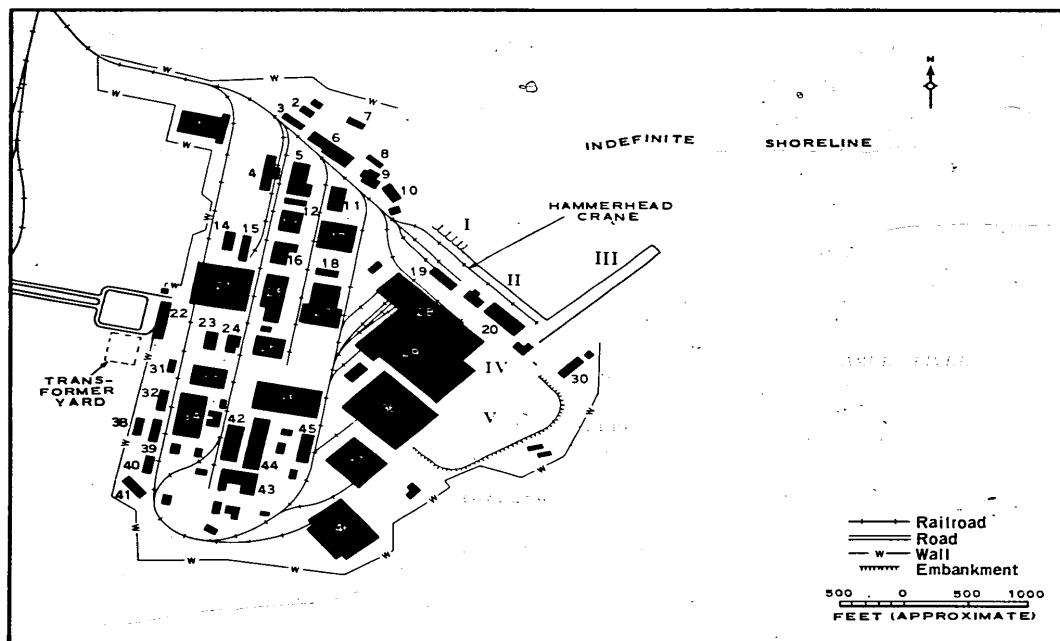 N
W
W
W
W
W
2
3
7
6
INDEFINITE SHORELINE
5
8
9
4
10
12
11
HAMMERHEAD
CRANE
I
14
15
16
III
18
19
II
20
22
23
24
IV
TRANS-
FORMER
YARD
31
30
V
32
38
42
45
39
44
40
43
41
W
W
W
W
W
W
W
W
W
Railroad
Road
W Wall
Embankment
500 0 500 1000
FEET (APPROXIMATE)